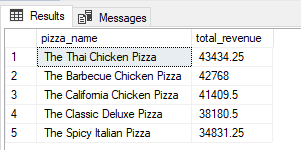 Results Messages
pizza_name total_revenue
1 The Thai Chicken Pizza 43434.25
2 The Barbecue Chicken Pizza 42768
3 The California Chicken Pizza 41409.5
4 The Classic Deluxe Pizza 38180.5
5 The Spicy Italian Pizza 34831.25